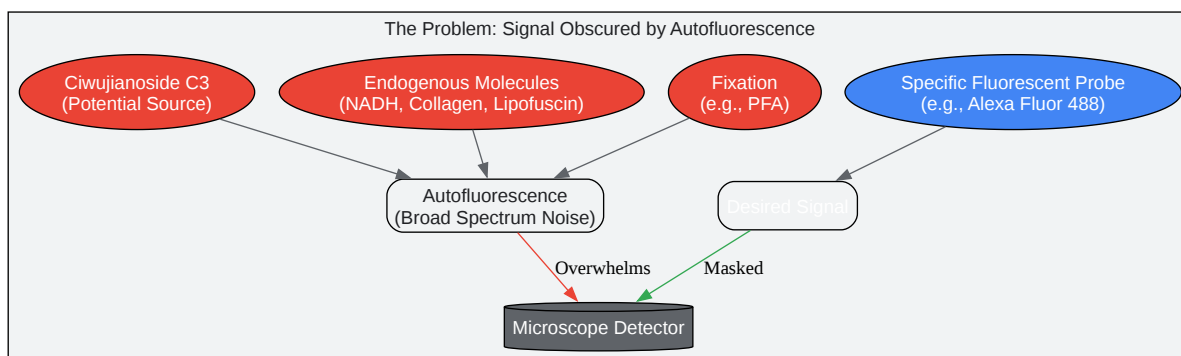 The Problem: Signal Obscured by Autofluorescence
Ciwujianoside C3
(Potential Source)
Endogenous Molecules
(NADH, Collagen, Lipofuscin)
Fixation
(e.g., PFA)
Specific Fluorescent Probe
(e.g., Alexa Fluor 488)
Autofluorescence
(Broad Spectrum Noise)
Desired Signal
Overwhelms
Masked
Microscope Detector